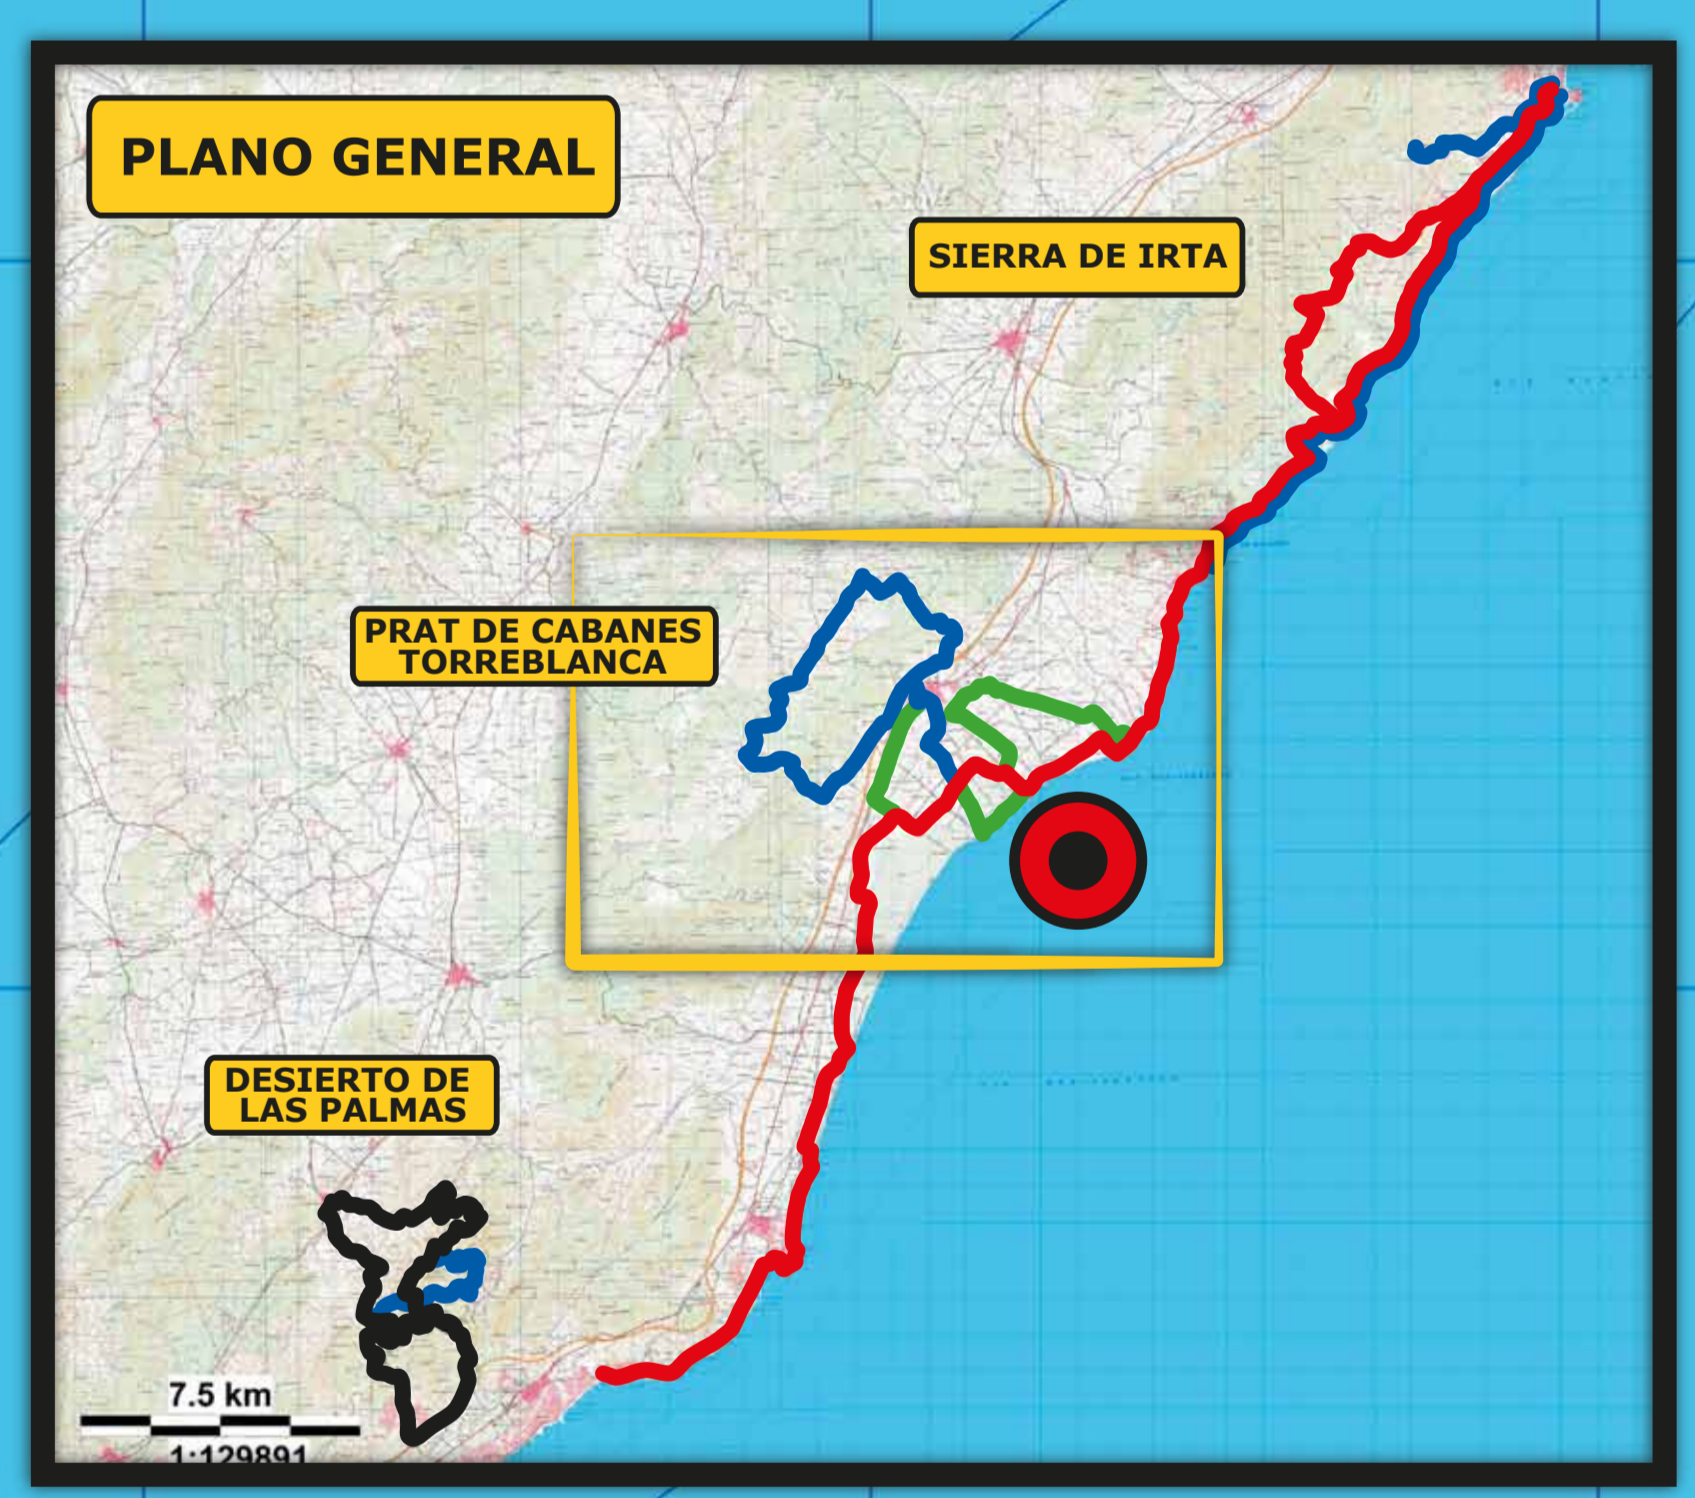 PLANO GENERAL
SIERRA DE IRTA
PRAT DE CABANES
TORREBLANCA
DESIERTO DE
LAS PALMAS
7.5 km
1:129891